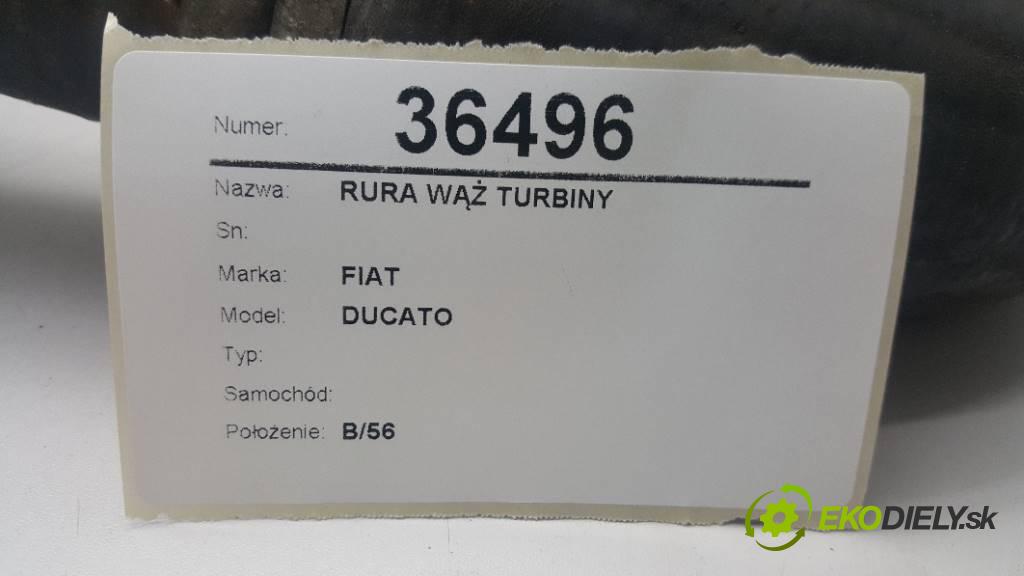 Numer: 36496
Nazwa: RURA WĄŻ TURBINY
Sn:
Marka: FIAT
Model: DUCATO
Typ:
Samochód:
Położenie: B/56
EKODIELY.sk